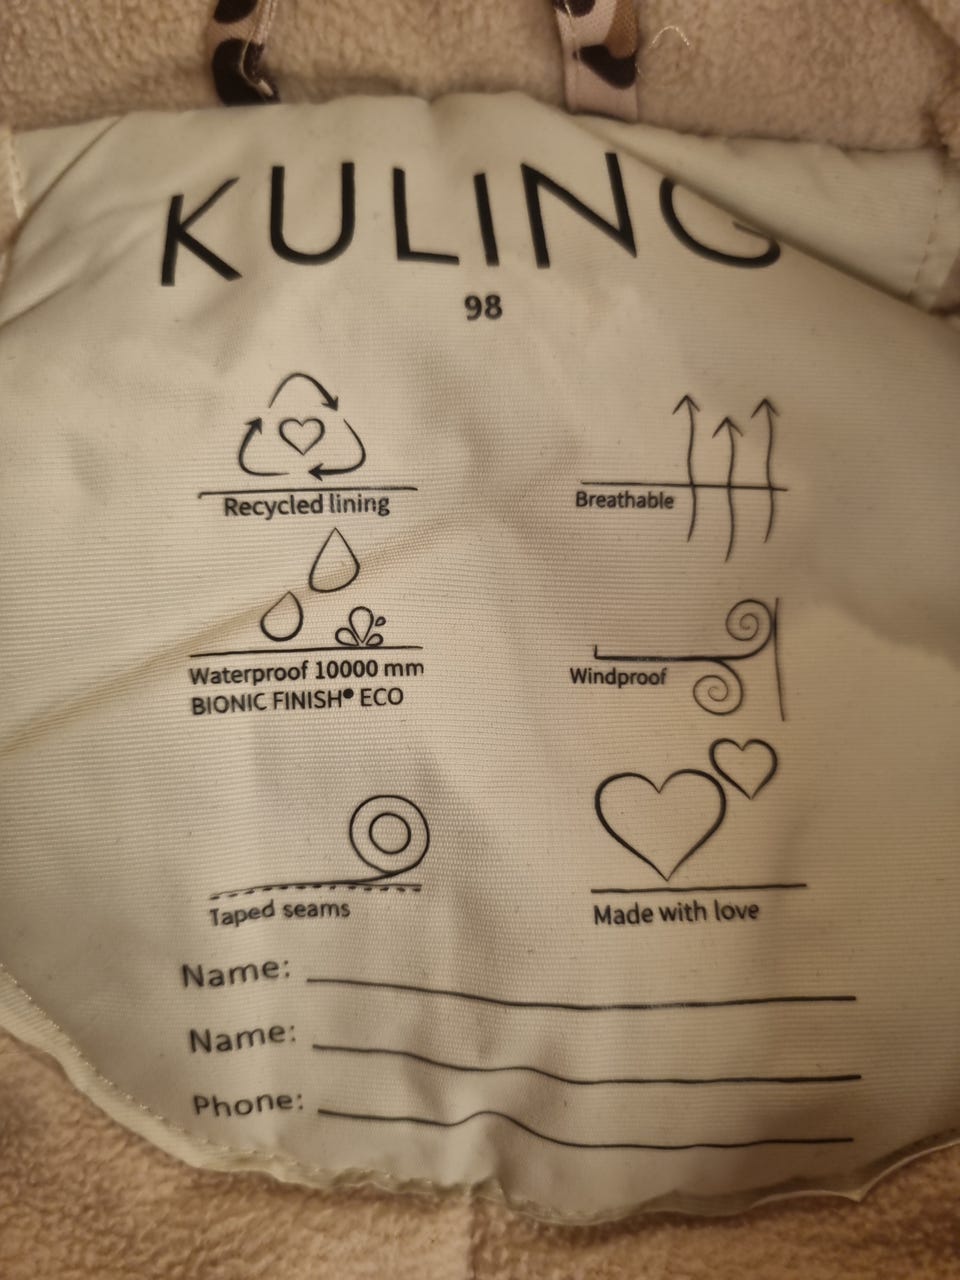 KULING
98
Recycled lining
Breathable
Waterproof 10000 mm
BIONIC FINISH® ECO
Windproof
Taped seams
Made with love
Name:
Name:
Phone: